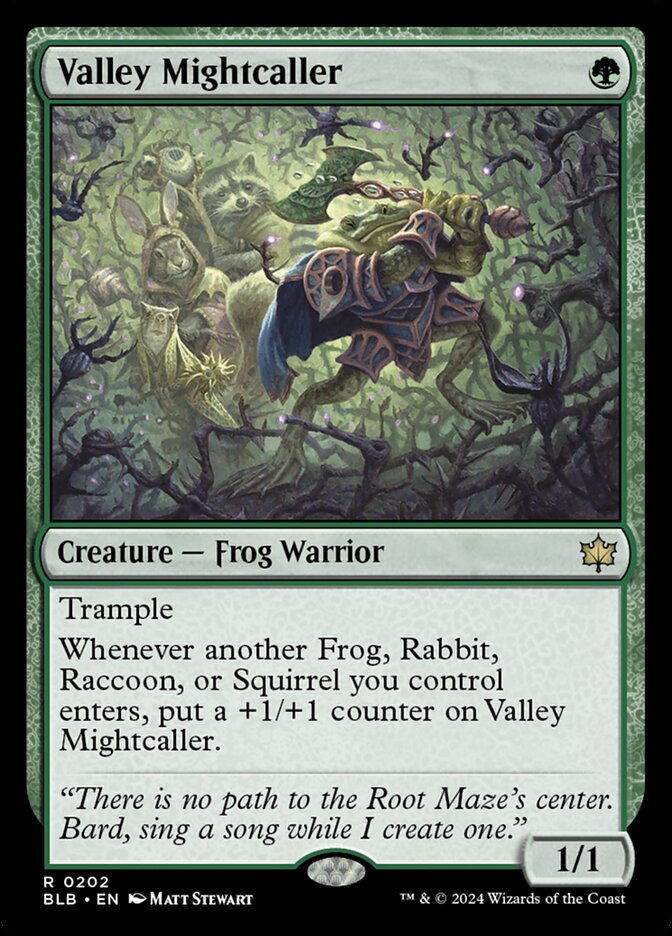 Valley Mightcaller
Creature — Frog Warrior
Trample
Whenever another Frog, Rabbit,
Raccoon, or Squirrel you control
enters, put a +1/+1 counter on Valley
Mightcaller.
“There is no path to the Root Maze’s center.
Bard, sing a song while I create one.”
1/1
R 0202
BLB • EN Matt Stewart
™ & © 2024 Wizards of the Coast